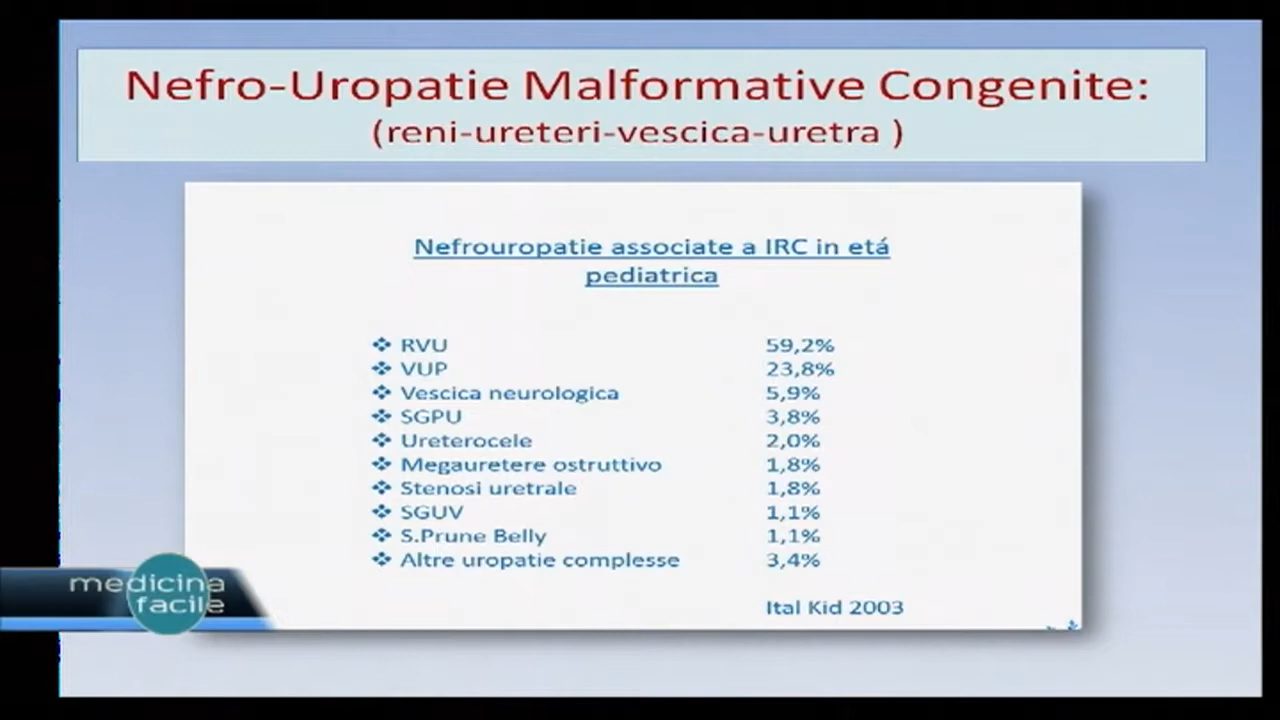 Nefro-Uropatie Malformative Congenite:
(reni-ureteri-vescica-uretra )
Nefrouropatie associate a IRC in etá
pediatrica
❖ RVU 59,2%
❖ VUP 23,8%
❖ Vescica neurologica 5,9%
❖ SGPU 3,8%
❖ Ureterocele 2,0%
❖ Megauretere ostruttivo 1,8%
❖ Stenosi uretrale 1,8%
❖ SGUV 1,1%
❖ S.Prune Belly 1,1%
❖ Altre uropatie complesse 3,4%
Ital Kid 2003
medicina
facile